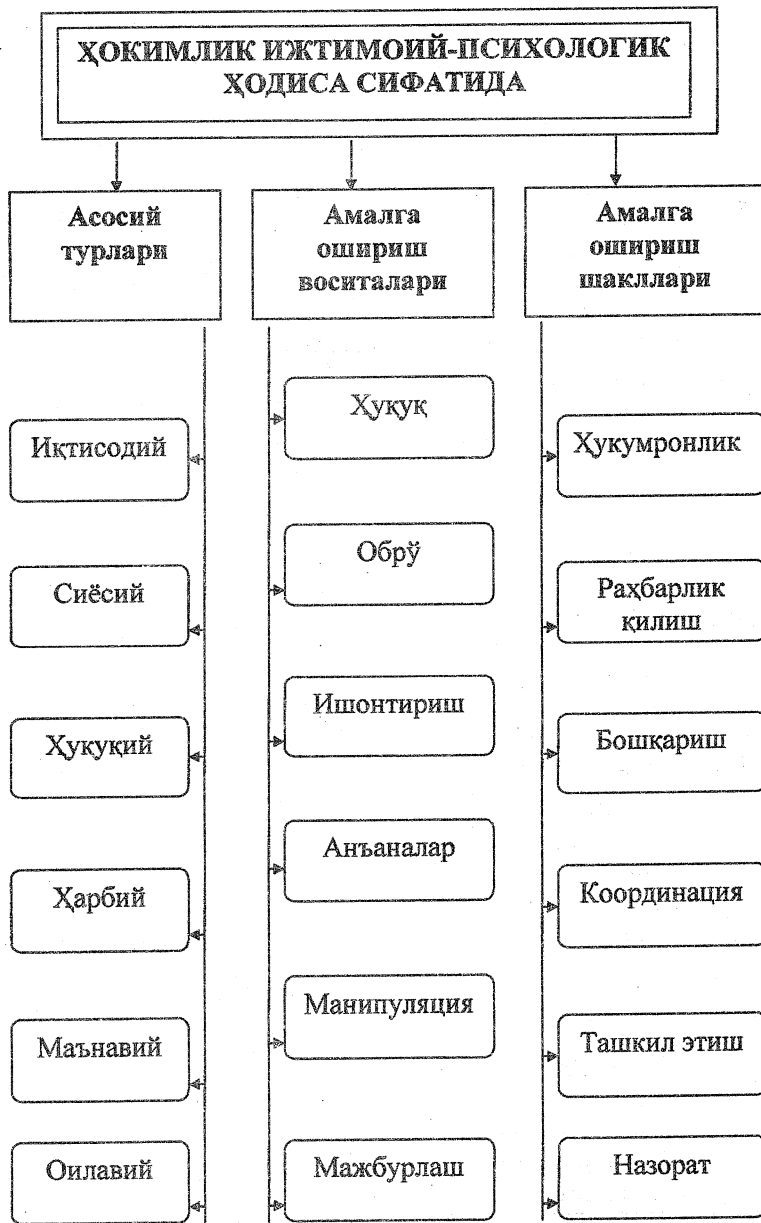 ҲОКИМЛИК ИЖТИМОИЙ-ПСИХОЛОГИК
ҲОДИСА СИФАТИДА
Асосий
турлари
Амалга
ошириш
воситалари
Амалга
ошириш
шакллари
Иқтисодий
Сиёсий
Ҳуқуқий
Ҳарбий
Маънавий
Оилавий
Ҳуқуқ
Обрў
Ишонтириш
Анъаналар
Манипуляция
Мажбурлаш
Ҳукумронлик
Раҳбарлик
қилиш
Бошқариш
Координация
Ташкил этиш
Назорат